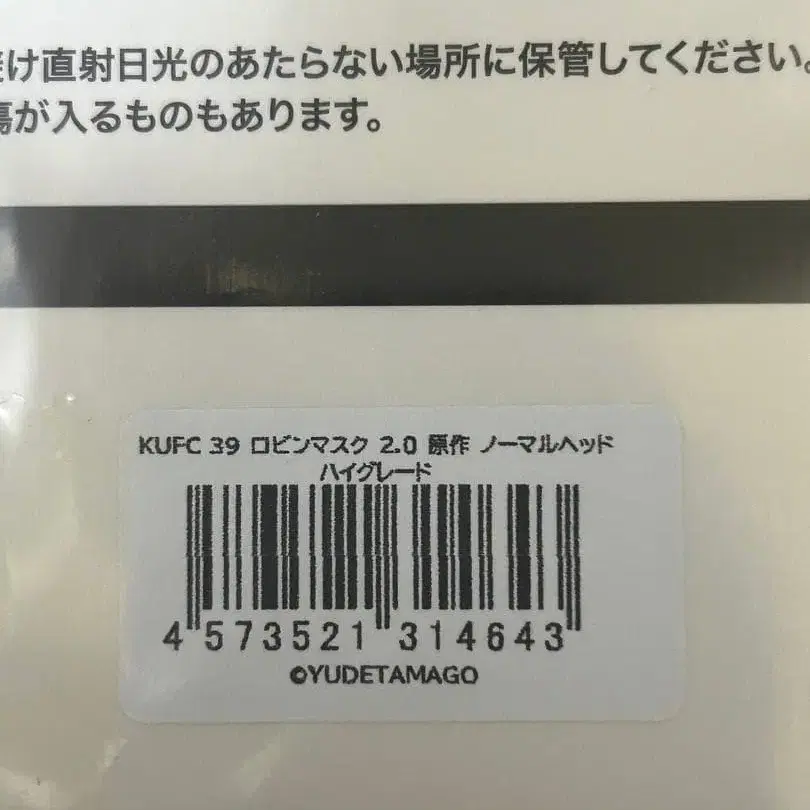 け直射日光のあたらない場所に保管してください。
傷が入るものもあります。
KUFC 39 ロビンマスク 2.0 原作 ノーマルヘッド
ハイグレード
4 573521 314643
©YUDETAMAGO